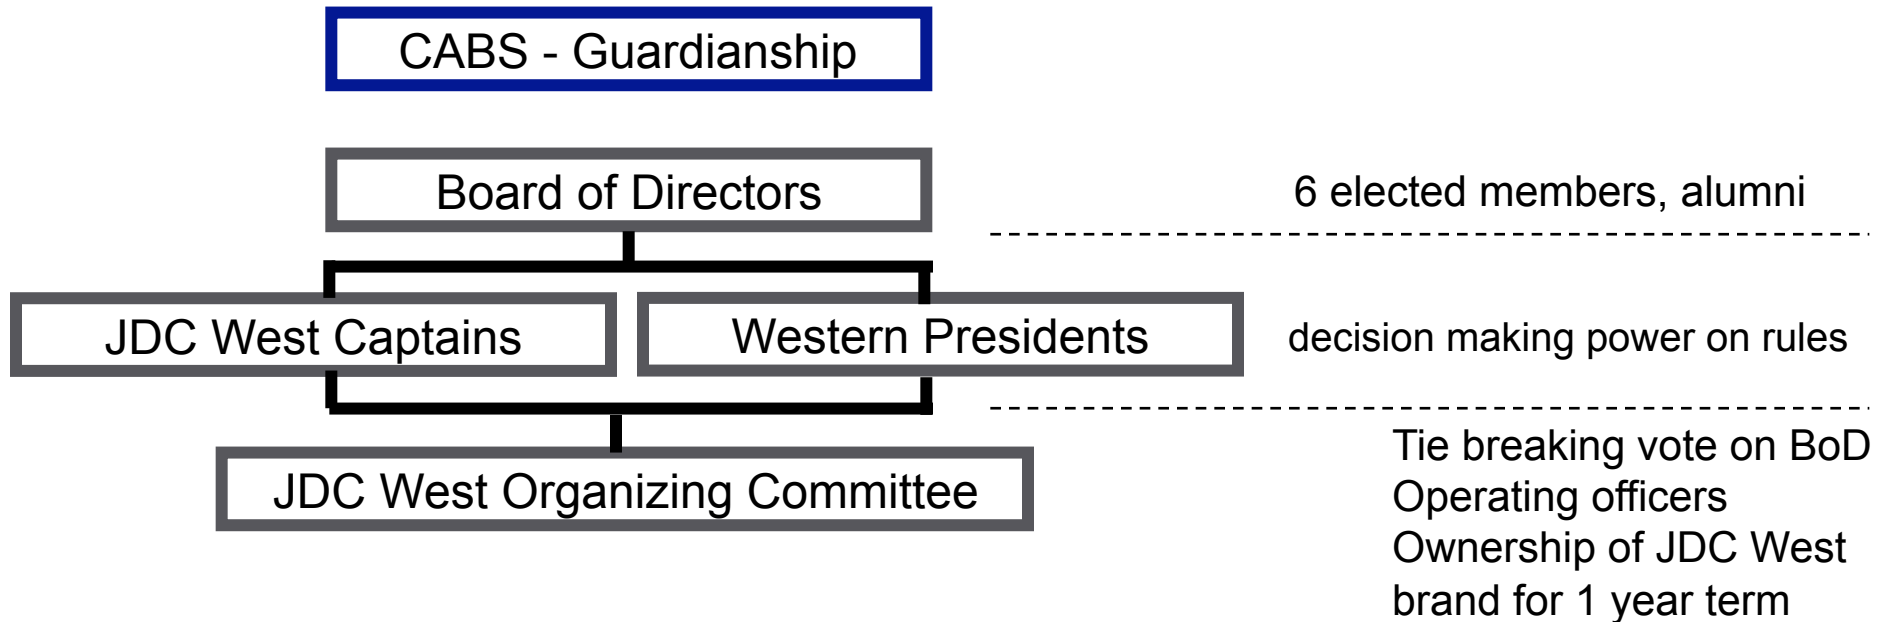 CABS - Guardianship
Board of Directors
6 elected members, alumni
JDC West Captains
Western Presidents
decision making power on rules
JDC West Organizing Committee
Tie breaking vote on BoD
Operating officers
Ownership of JDC West
brand for 1 year term